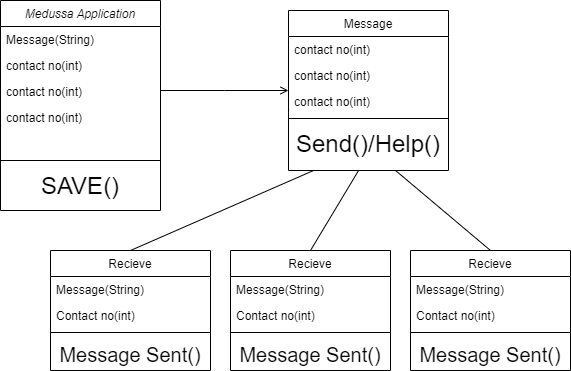 Medussa Application
Message(String)
contact no(int)
contact no(int)
contact no(int)
SAVE()
Message
contact no(int)
contact no(int)
contact no(int)
Send()/Help()
Recieve
Message(String)
Contact no(int)
Message Sent()
Recieve
Message(String)
Contact no(int)
Message Sent()
Recieve
Message(String)
Contact no(int)
Message Sent()